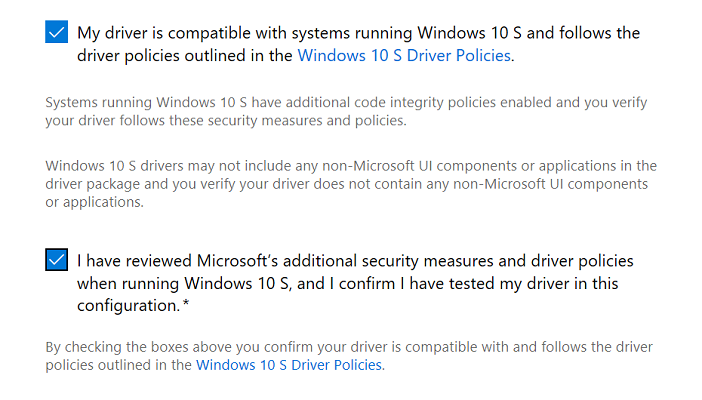 My driver is compatible with systems running Windows 10 S and follows the
driver policies outlined in the Windows 10 S Driver Policies.
Systems running Windows 10 S have additional code integrity policies enabled and you verify
your driver follows these security measures and policies.
Windows 10 S drivers may not include any non-Microsoft UI components or applications in the
driver package and you verify your driver does not contain any non-Microsoft UI components
or applications.
I have reviewed Microsoft's additional security measures and driver policies
when running Windows 10 S, and I confirm I have tested my driver in this
configuration.*
By checking the boxes above you confirm your driver is compatible with and follows the driver
policies outlined in the Windows 10 S Driver Policies.